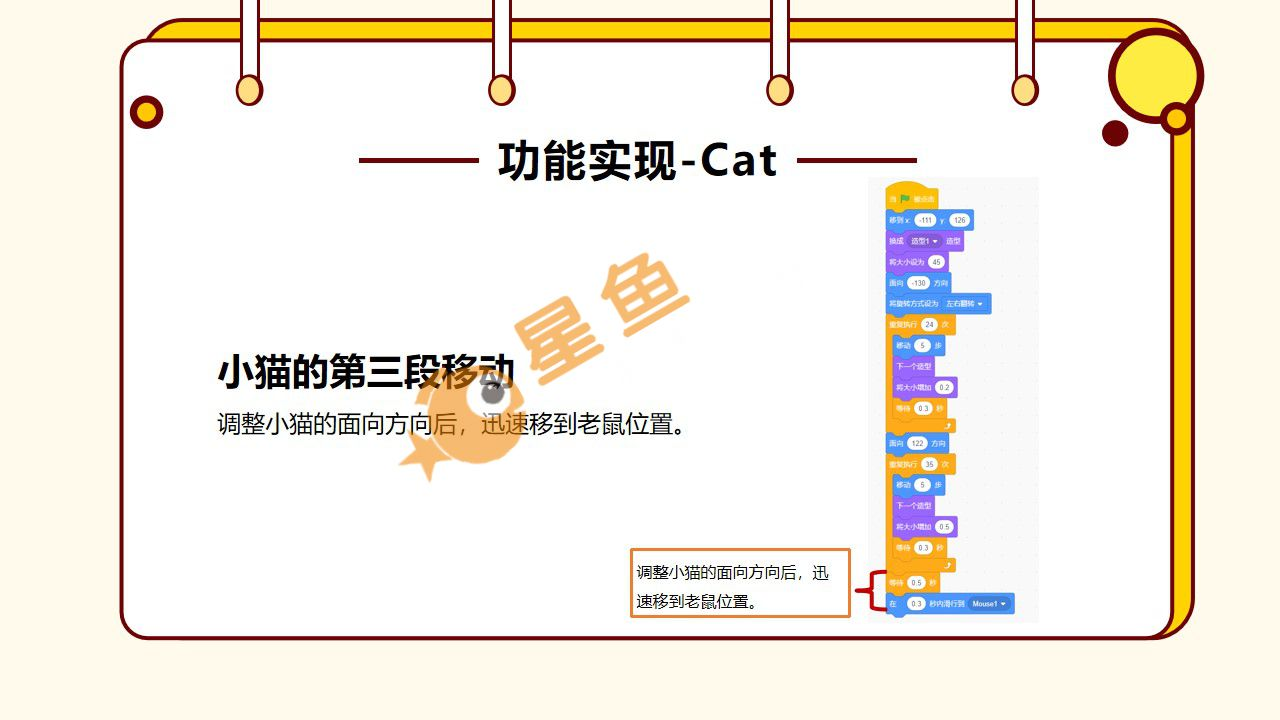 功能实现-Cat
小猫的第三段移动
调整小猫的面向方向后，迅速移到老鼠位置。
星鱼
当 被点击
移到 x: -111 y: 126
换成 造型1 造型
将大小设为 45
面向 -130 方向
将旋转方式设为 左右翻转
重复执行 24 次
移动 5 步
下一个造型
将大小增加 0.2
等待 0.3 秒
面向 122 方向
重复执行 35 次
移动 5 步
下一个造型
将大小增加 0.5
等待 0.3 秒
等待 0.5 秒
在 0.3 秒内滑行到 Mouse1
调整小猫的面向方向后，迅
速移到老鼠位置。